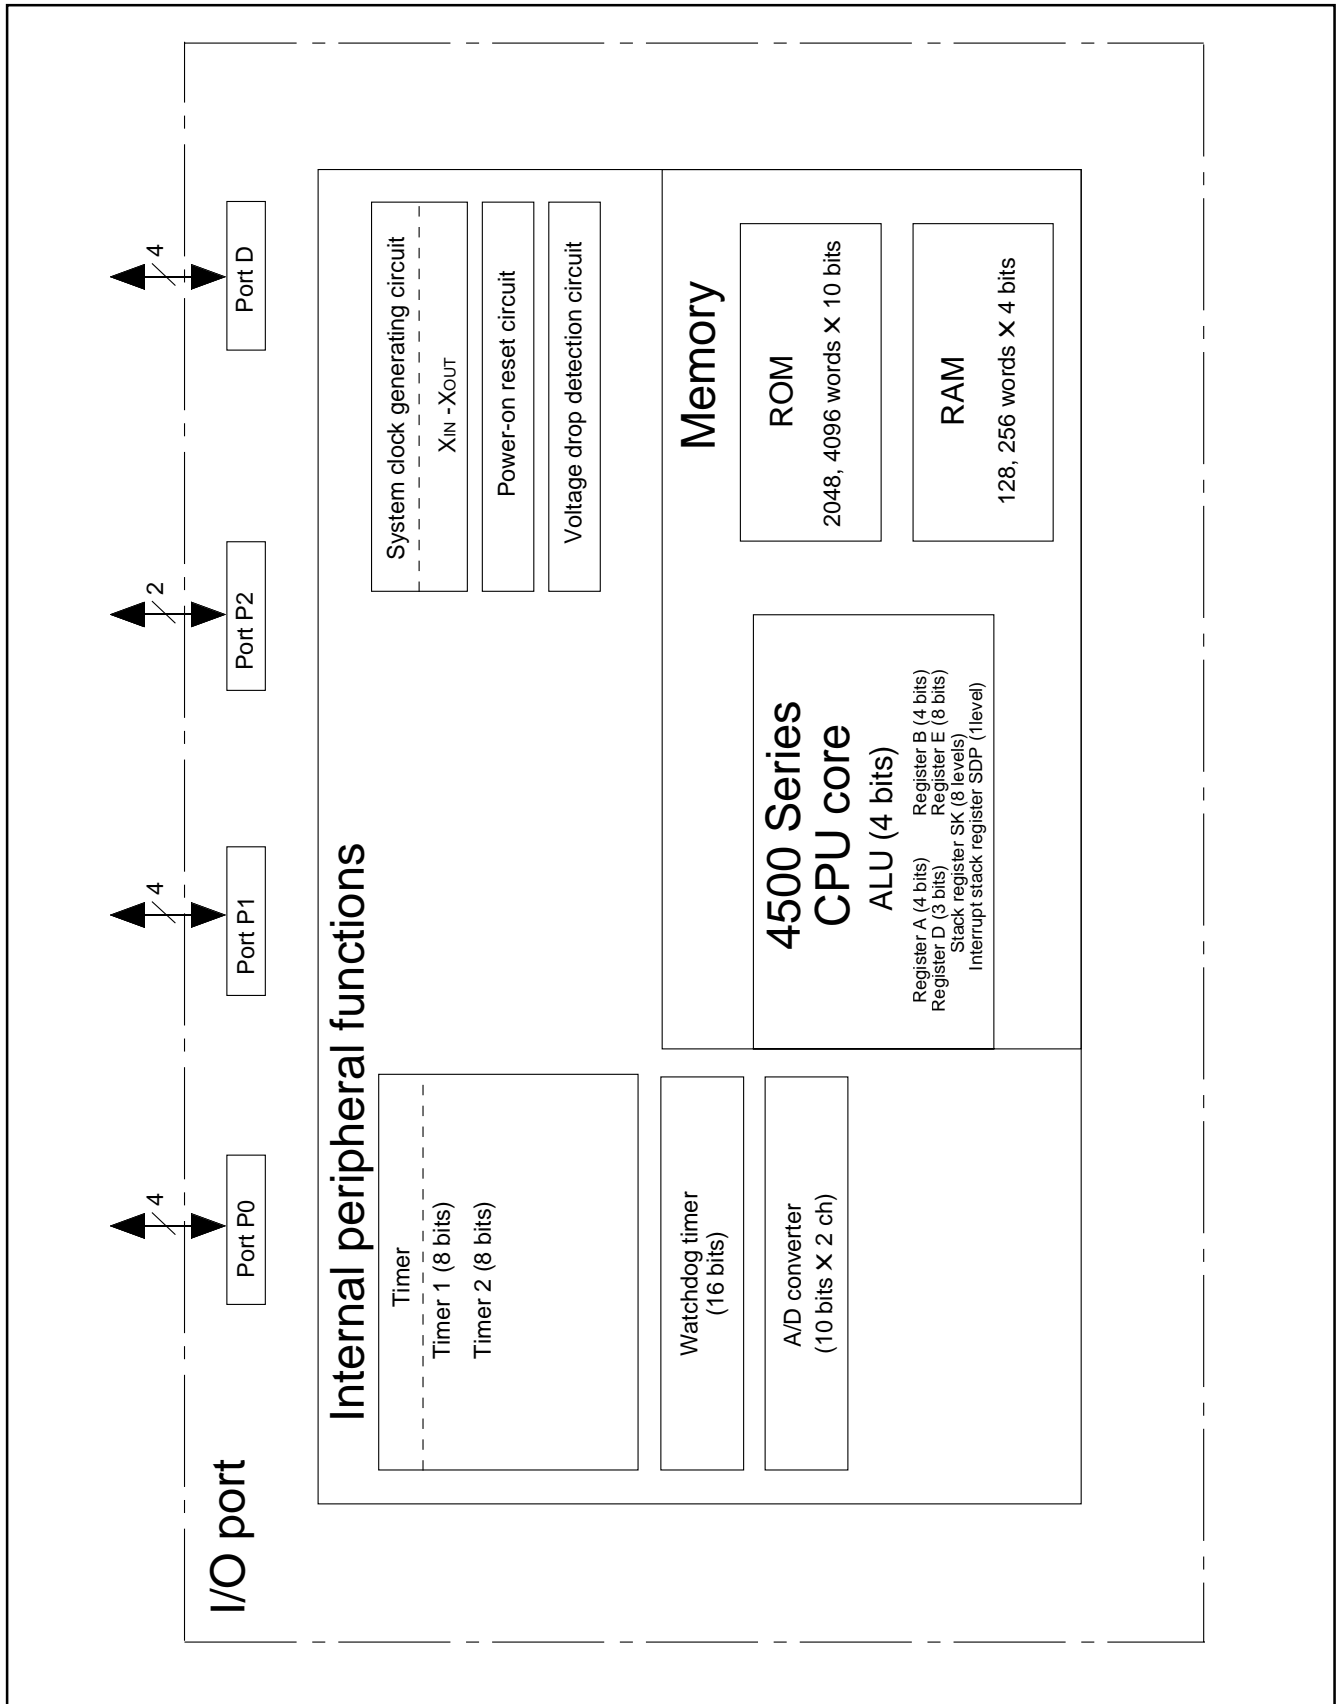 4
4
2
4
Port P0
Port P1
Port P2
Port D
I/O port
Internal peripheral functions
Timer
Timer 1 (8 bits)
Timer 2 (8 bits)
Watchdog timer
(16 bits)
A/D converter
(10 bits ✕ 2 ch)
System clock generating circuit
XIN -XOUT
Power-on reset circuit
Voltage drop detection circuit
4500 Series
CPU core
ALU (4 bits)
Register A (4 bits) Register B (4 bits)
Register D (3 bits) Register E (8 bits)
Stack register SK (8 levels)
Interrupt stack register SDP (1level)
Memory
ROM
2048, 4096 words ✕ 10 bits
RAM
128, 256 words ✕ 4 bits